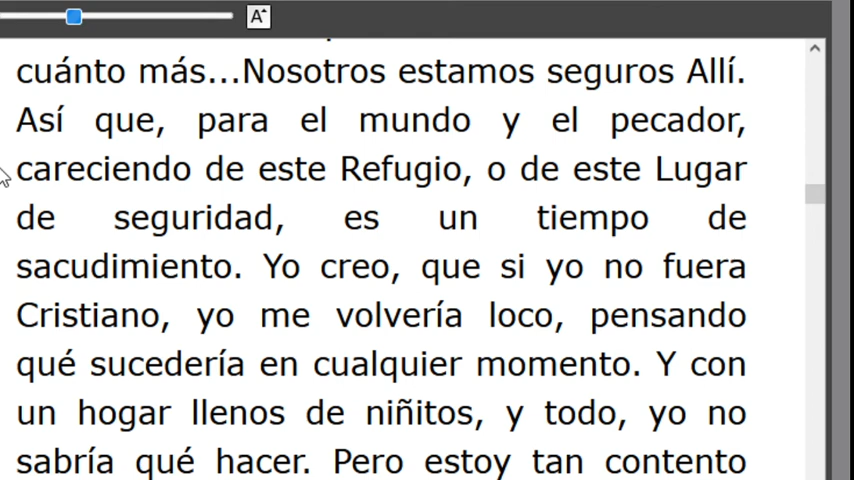 A
cuánto más...Nosotros estamos seguros Allí.
Así que, para el mundo y el pecador,
careciendo de este Refugio, o de este Lugar
de seguridad, es un tiempo de
sacudimiento. Yo creo, que si yo no fuera
Cristiano, yo me volvería loco, pensando
qué sucedería en cualquier momento. Y con
un hogar llenos de niñitos, y todo, yo no
sabría qué hacer. Pero estoy tan contento